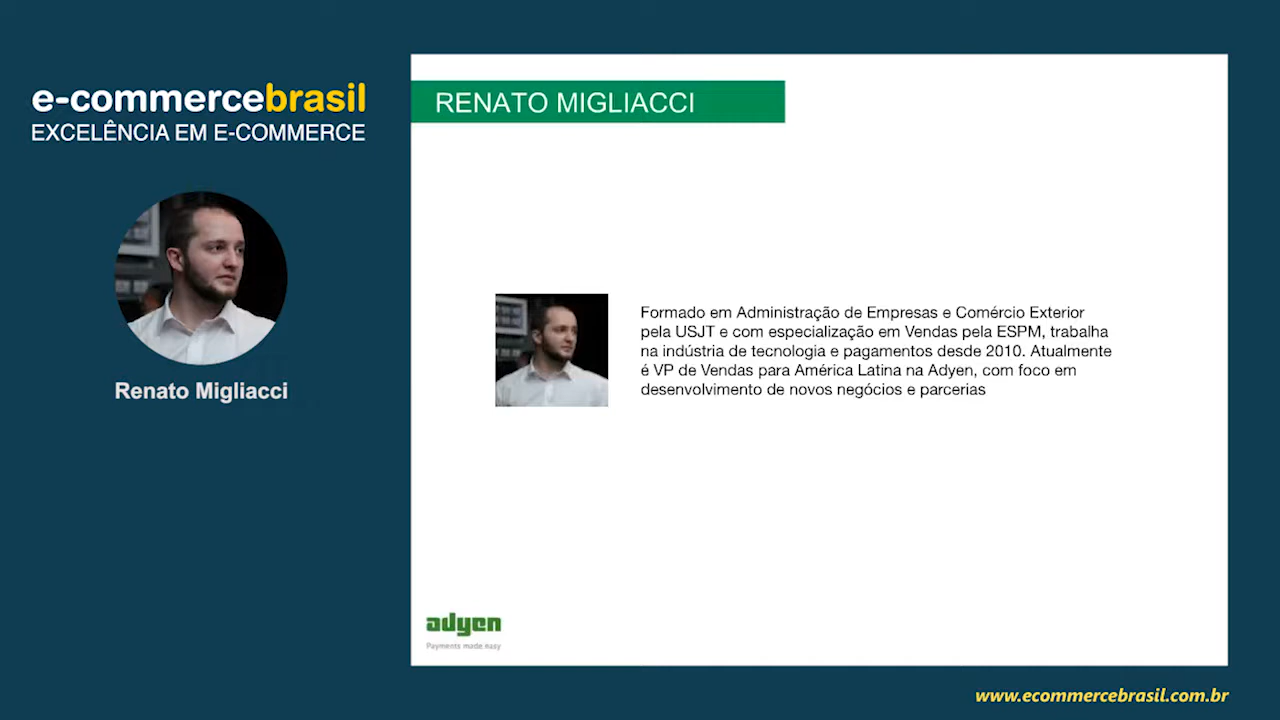 e-commercebrasil
EXCELÊNCIA EM E-COMMERCE
Renato Migliacci
RENATO MIGLIACCI
Formado em Administração de Empresas e Comércio Exterior
pela USJT e com especialização em Vendas pela ESPM, trabalha
na indústria de tecnologia e pagamentos desde 2010. Atualmente
é VP de Vendas para América Latina na Adyen, com foco em
desenvolvimento de novos negócios e parcerias
adyen
Payments made easy
www.ecommercebrasil.com.br